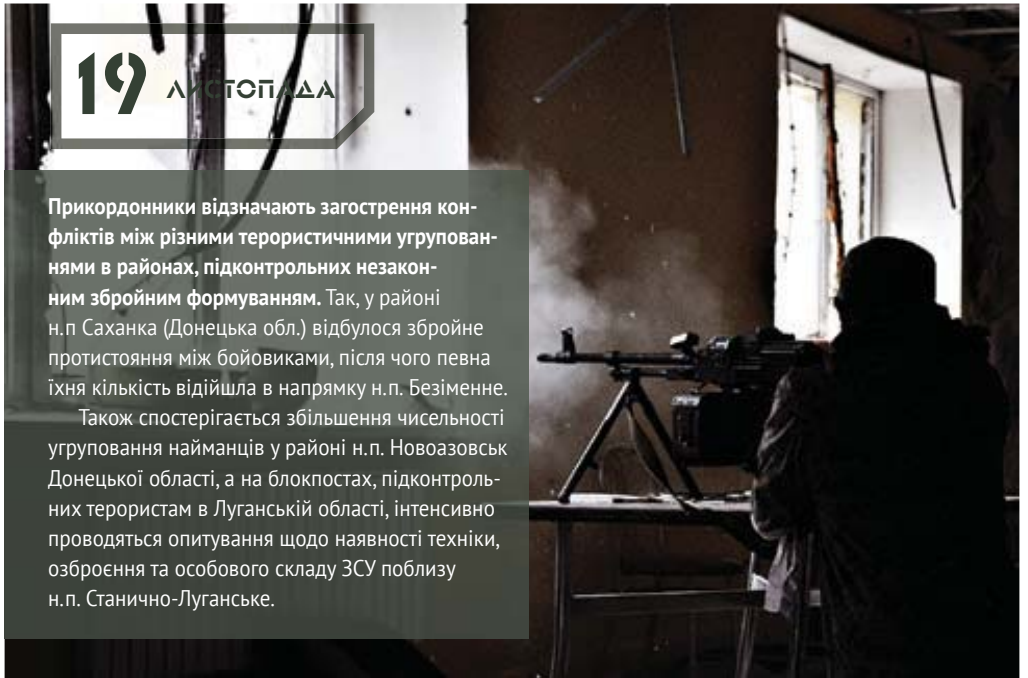 19 ЛИСТОПАДА
Прикордонники відзначають загострення кон-
фліктів між різними терористичними угрупован-
нями в районах, підконтрольних незакон-
ним збройним формуванням. Так, у районі
н.п Саханка (Донецька обл.) відбулося збройне
протистояння між бойовиками, після чого певна
їхня кількість відійшла в напрямку н.п. Безіменне.
Також спостерігається збільшення чисельності
угруповання найманців у районі н.п. Новоазовськ
Донецької області, а на блокпостах, підконтроль-
них терористам в Луганській області, інтенсивно
проводяться опитування щодо наявності техніки,
озброєння та особового складу ЗСУ поблизу
н.п. Станично-Луганське.